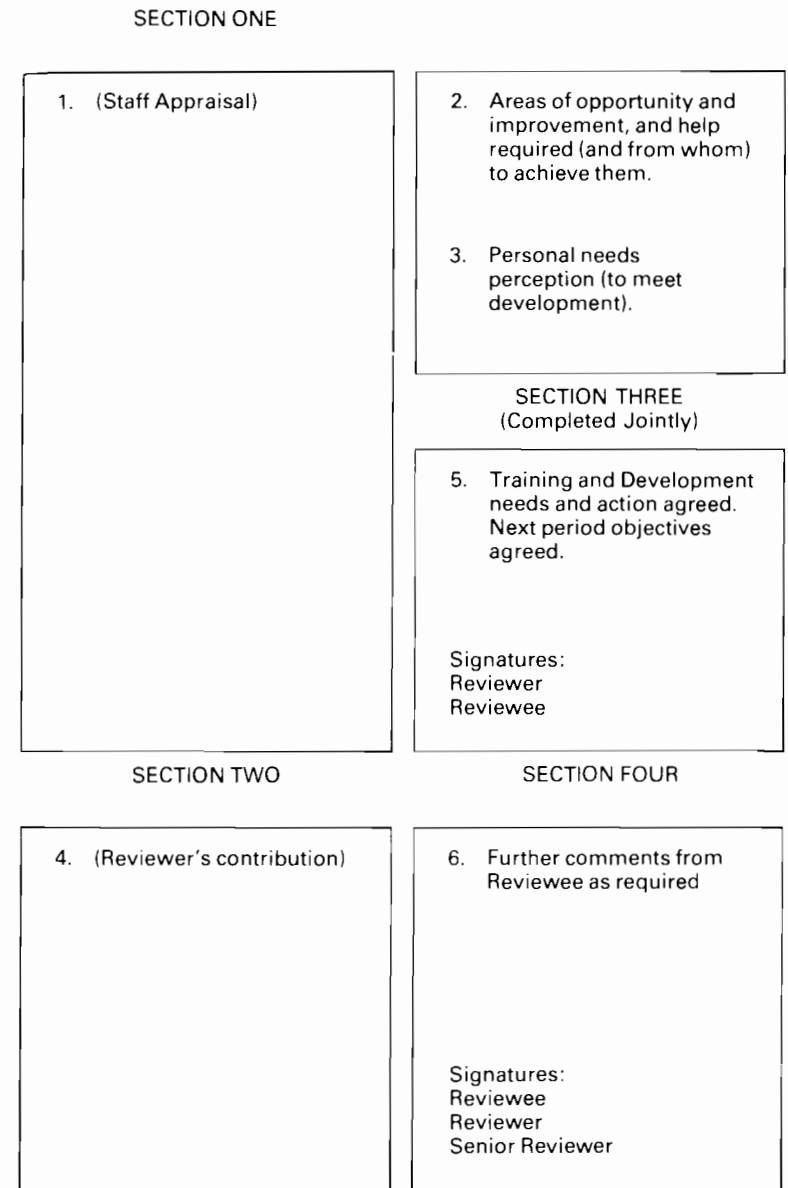 SECTION ONE
1. (Staff Appraisal)
2. Areas of opportunity and
improvement, and help
required (and from whom)
to achieve them.
3. Personal needs
perception (to meet
development).
SECTION THREE
(Completed Jointly)
5. Training and Development
needs and action agreed.
Next period objectives
agreed.
Signatures:
Reviewer
Reviewee
SECTION TWO
4. (Reviewer's contribution)
SECTION FOUR
6. Further comments from
Reviewee as required
Signatures:
Reviewee
Reviewer
Senior Reviewer